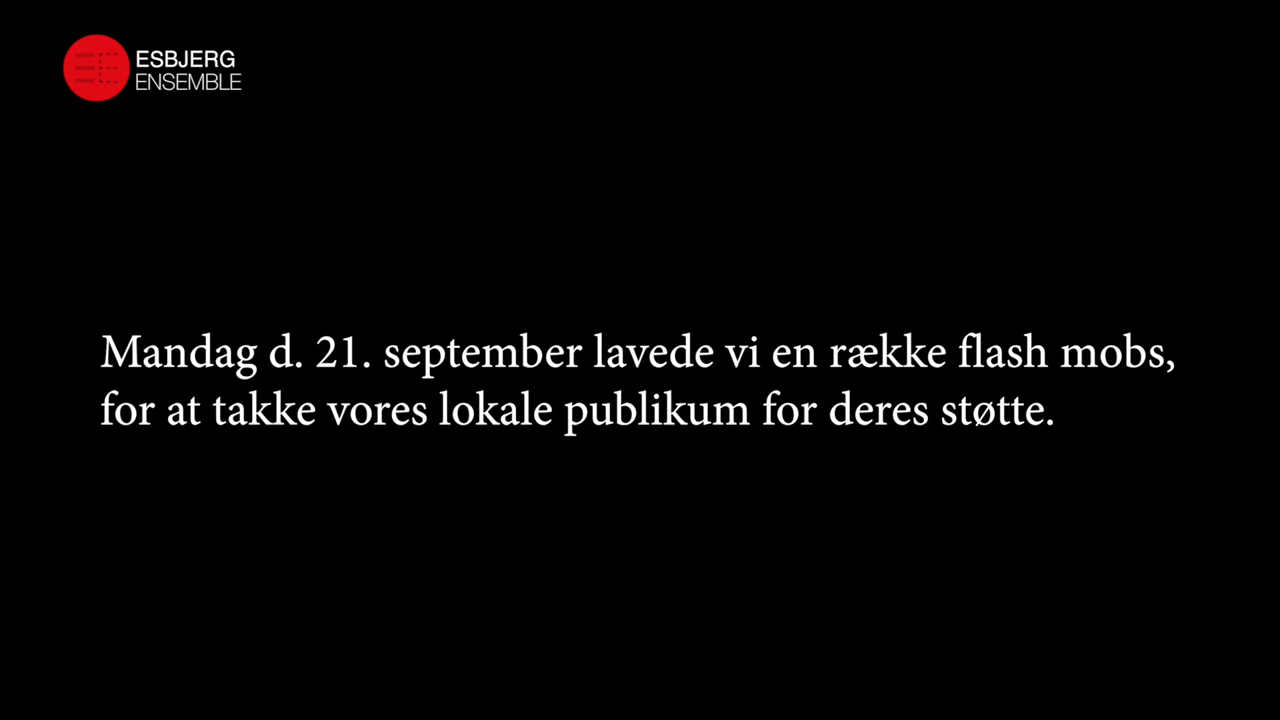 ESBJERG
ENSEMBLE
Mandag d. 21. september lavede vi en række flash mobs,
for at takke vores lokale publikum for deres støtte.